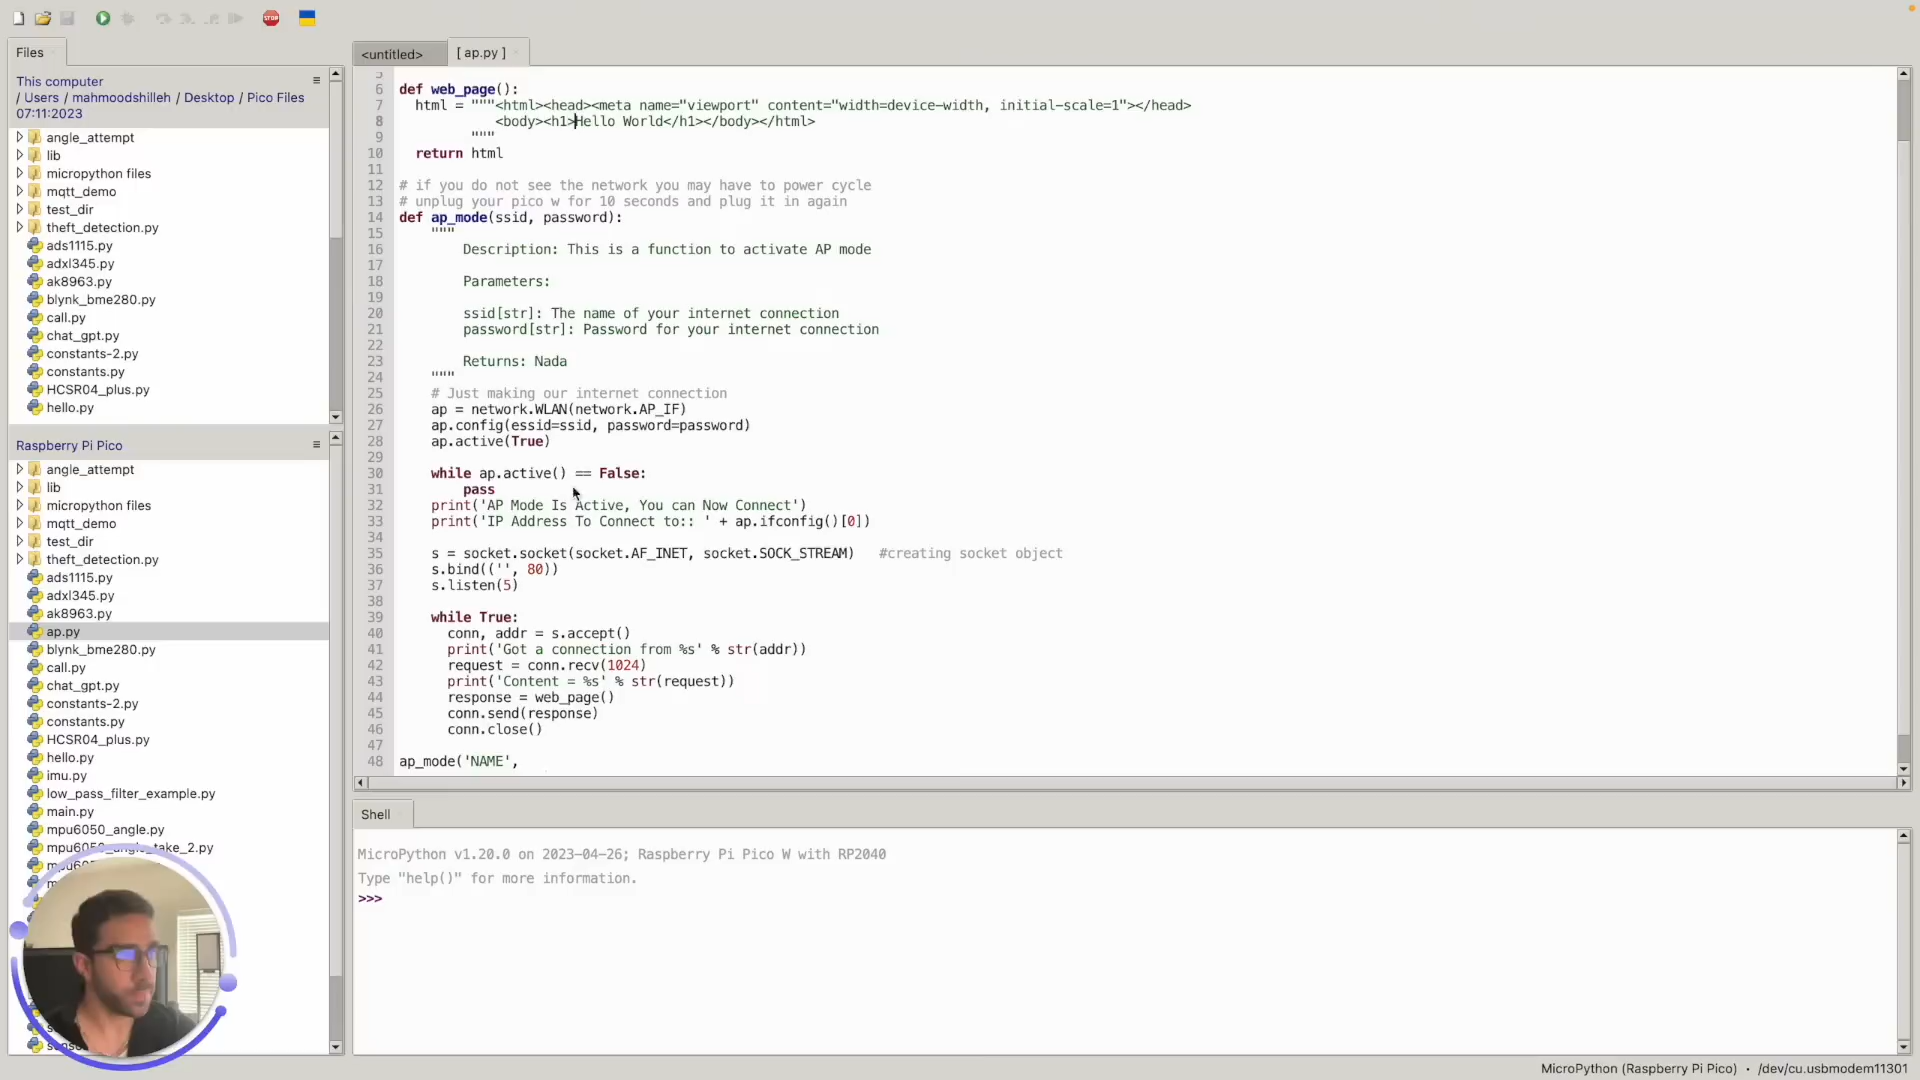 STOP
Files
This computer
/ Users / mahmoodshilleh / Desktop / Pico Files
07:11:2023
angle_attempt
lib
micropython files
mqtt_demo
test_dir
theft_detection.py
ads1115.py
adxl345.py
ak8963.py
blynk_bme280.py
call.py
chat_gpt.py
constants-2.py
constants.py
HCSR04_plus.py
hello.py
Raspberry Pi Pico
angle_attempt
lib
micropython files
mqtt_demo
test_dir
theft_detection.py
ads1115.py
adxl345.py
ak8963.py
ap.py
blynk_bme280.py
call.py
chat_gpt.py
constants-2.py
constants.py
HCSR04_plus.py
hello.py
imu.py
low_pass_filter_example.py
main.py
mpu6050_angle.py
mpu6050_angle_take_2.py
<untitled>
[ ap.py ]
6 def web_page():
7 html = """<html><head><meta name="viewport" content="width=device-width, initial-scale=1"></head>
8 <body><h1>Hello World</h1></body></html>
9 """
10 return html
11
12 # if you do not see the network you may have to power cycle
13 # unplug your pico w for 10 seconds and plug it in again
14 def ap_mode(ssid, password):
15 """
16 Description: This is a function to activate AP mode
17
18 Parameters:
19
20 ssid[str]: The name of your internet connection
21 password[str]: Password for your internet connection
22
23 Returns: Nada
24 """
25 # Just making our internet connection
26 ap = network.WLAN(network.AP_IF)
27 ap.config(essid=ssid, password=password)
28 ap.active(True)
29
30 while ap.active() == False:
31 pass
32 print('AP Mode Is Active, You can Now Connect')
33 print('IP Address To Connect to:: ' + ap.ifconfig()[0])
34
35 s = socket.socket(socket.AF_INET, socket.SOCK_STREAM) #creating socket object
36 s.bind(('', 80))
37 s.listen(5)
38
39 while True:
40 conn, addr = s.accept()
41 print('Got a connection from %s' % str(addr))
42 request = conn.recv(1024)
43 print('Content = %s' % str(request))
44 response = web_page()
45 conn.send(response)
46 conn.close()
47
48 ap_mode('NAME',
Shell
MicroPython v1.20.0 on 2023-04-26; Raspberry Pi Pico W with RP2040
Type "help()" for more information.
>>>
MicroPython (Raspberry Pi Pico) • /dev/cu.usbmodem11301